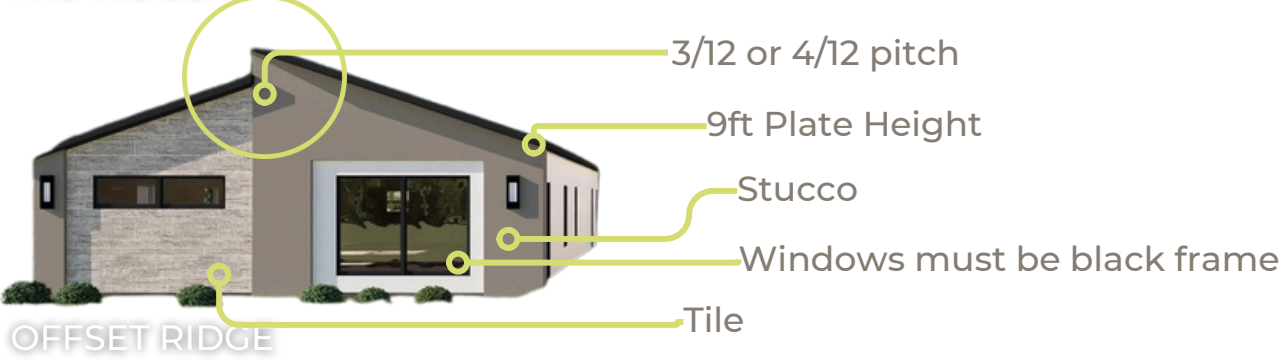 3/12 or 4/12 pitch
9ft Plate Height
Stucco
Windows must be black frame
Tile
OFFSET RIDGE